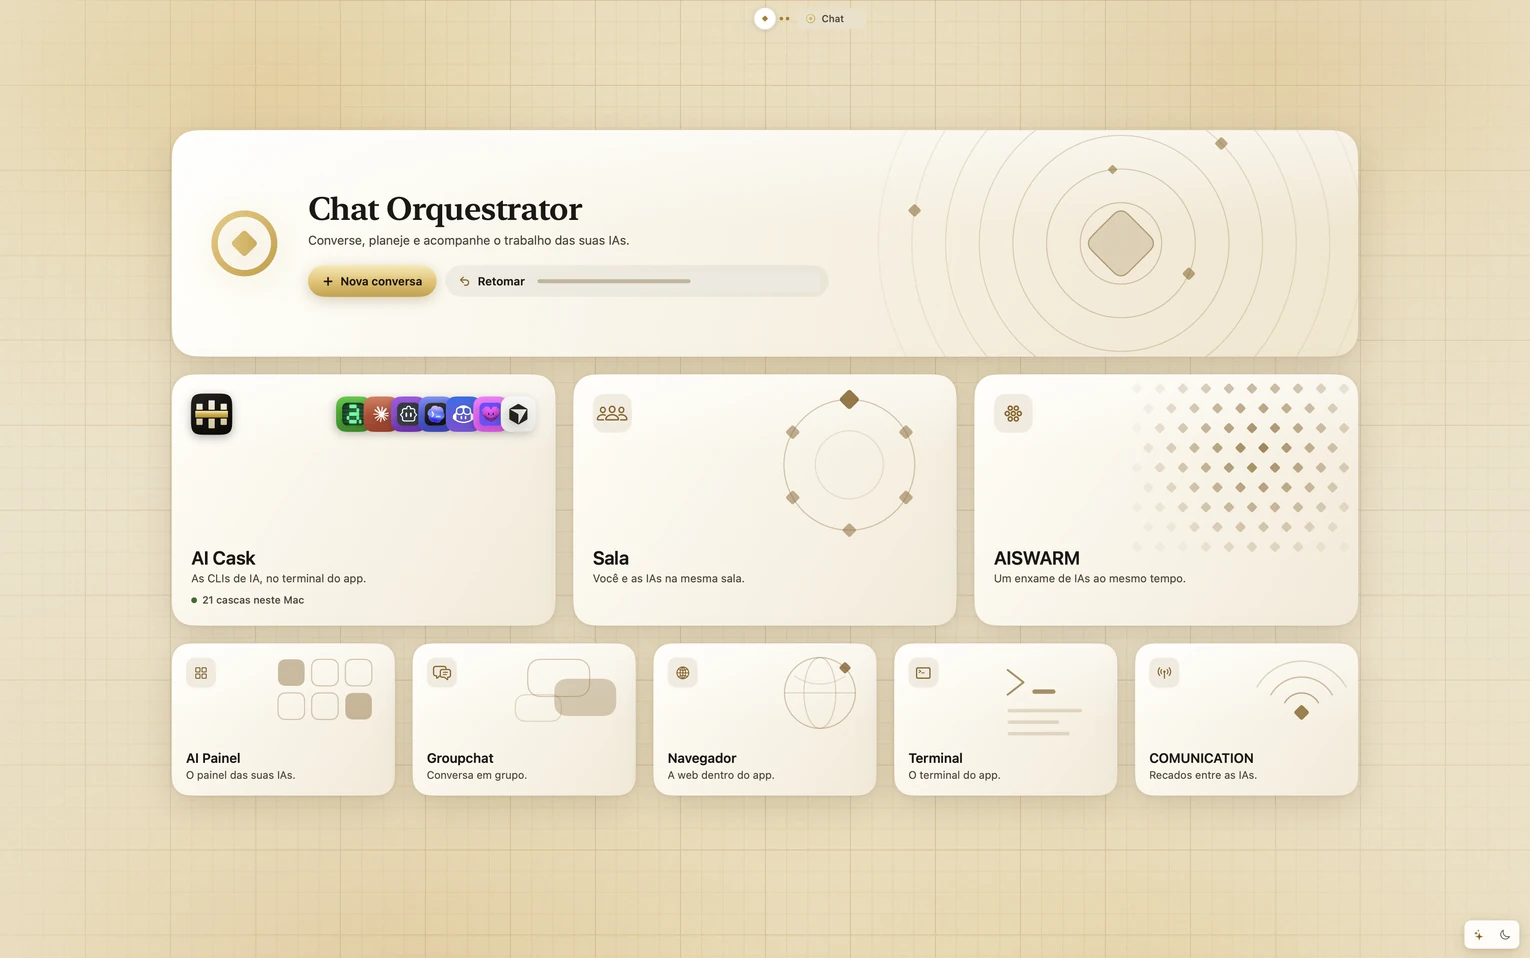 Chat
Chat Orquestrator
Converse, planeje e acompanhe o trabalho das suas IAs.
Nova conversa
Retomar
AI Cask
As CLIs de IA, no terminal do app.
21 cascas neste Mac
Sala
Você e as IAs na mesma sala.
AISWARM
Um enxame de IAs ao mesmo tempo.
AI Painel
O painel das suas IAs.
Groupchat
Conversa em grupo.
Navegador
A web dentro do app.
Terminal
O terminal do app.
COMUNICATION
Recados entre as IAs.